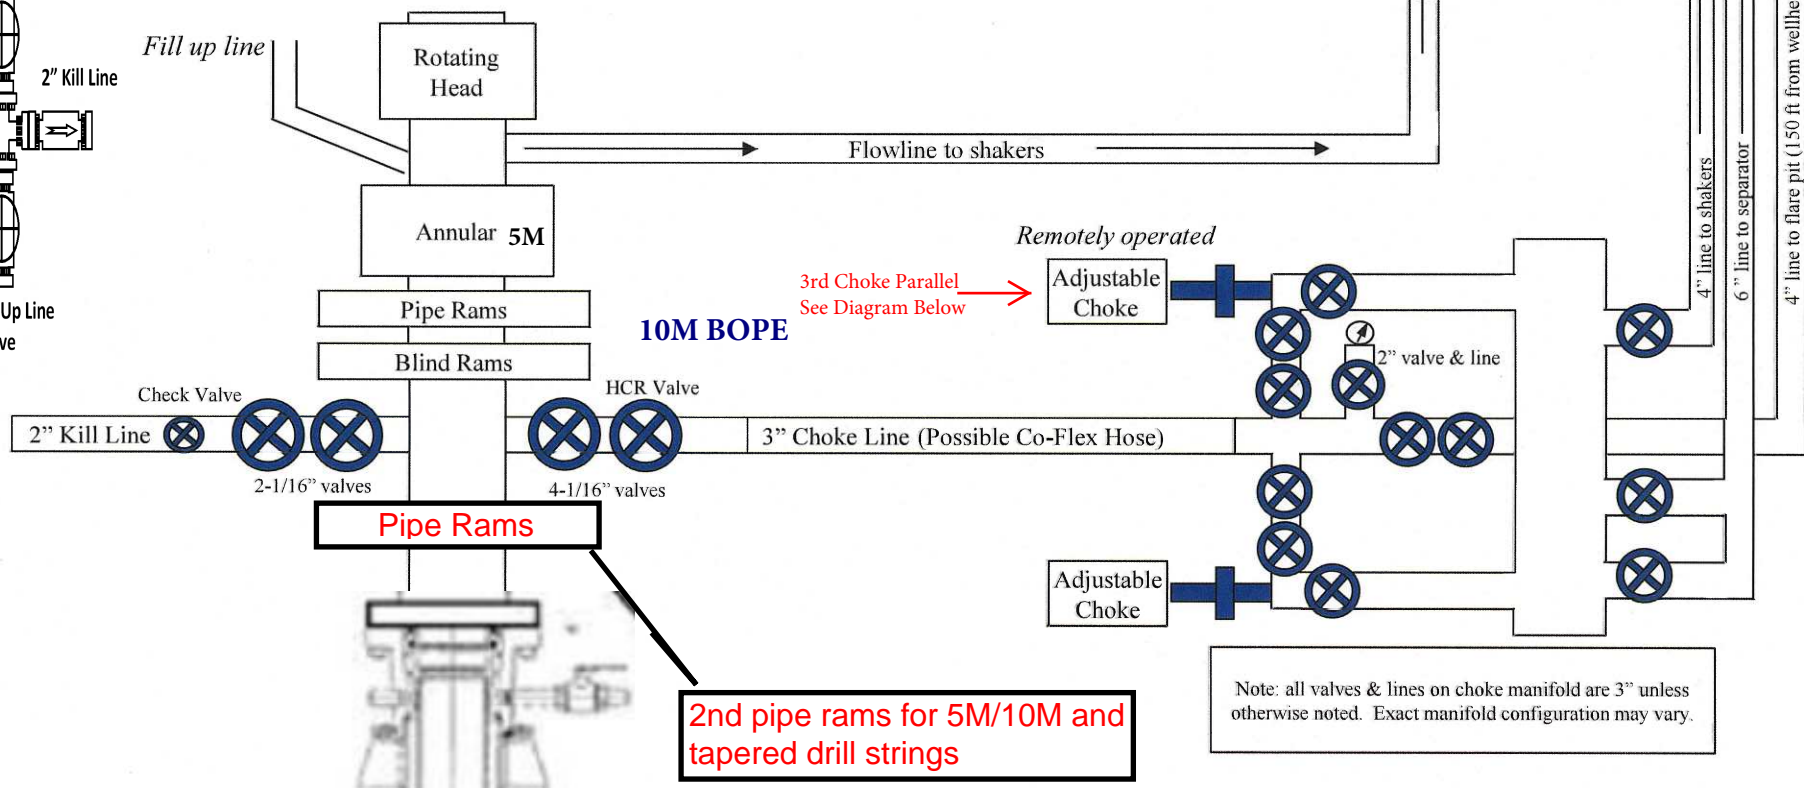 Fill up line
2” Kill Line
Rotating
Head
Flowline to shakers
Annular 5M
Up Line
ve
Pipe Rams
Blind Rams
10M BOPE
3rd Choke Parallel
See Diagram Below
Remotely operated
Adjustable
Choke
2” valve & line
4” line to shakers
6 ” line to separator
4” line to flare pit (150 ft from wellhe
Check Valve
HCR Valve
2” Kill Line
3” Choke Line (Possible Co-Flex Hose)
2-1/16” valves
4-1/16” valves
Pipe Rams
Adjustable
Choke
2nd pipe rams for 5M/10M and
tapered drill strings
Note: all valves & lines on choke manifold are 3” unless
otherwise noted. Exact manifold configuration may vary.